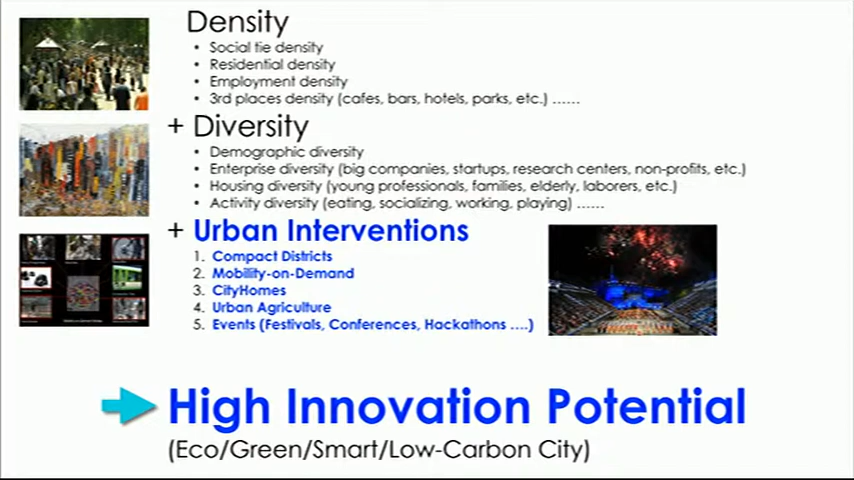 Density
• Social tie density
• Residential density
• Employment density
• 3rd places density (cafes, bars, hotels, parks, etc.) ......
+ Diversity
• Demographic diversity
• Enterprise diversity (big companies, startups, research centers, non-profits, etc.)
• Housing diversity (young professionals, families, elderly, laborers, etc.)
• Activity diversity (eating, socializing, working, playing) ......
+ Urban Interventions
1. Compact Districts
2. Mobility-on-Demand
3. CityHomes
4. Urban Agriculture
5. Events (Festivals, Conferences, Hackathons ....)
High Innovation Potential
(Eco/Green/Smart/Low-Carbon City)